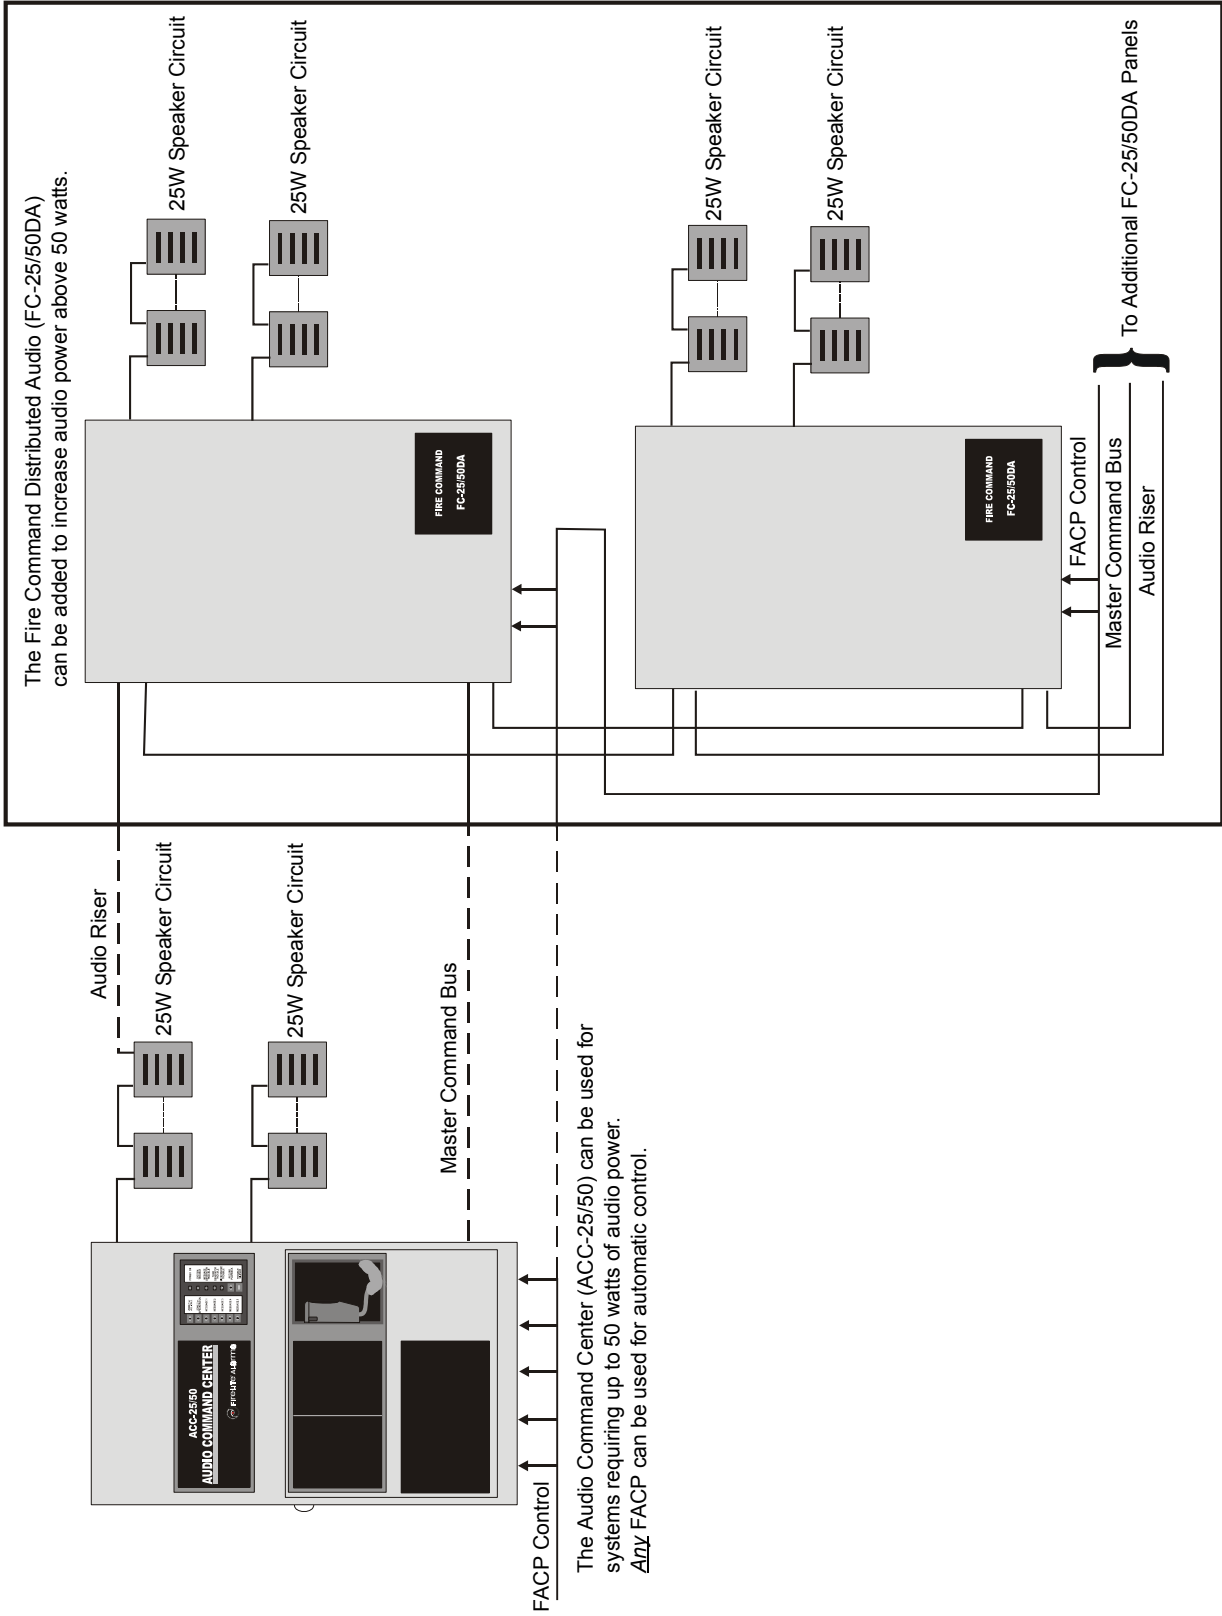 The Fire Command Distributed Audio (FC-25/50DA)
can be added to increase audio power above 50 watts.
Audio Riser
25W Speaker Circuit
25W Speaker Circuit
25W Speaker Circuit
25W Speaker Circuit
ACC-25/50
AUDIO COMMAND CENTER
FIRE COMMAND
FC-25/50DA
Master Command Bus
FACP Control
The Audio Command Center (ACC-25/50) can be used for
systems requiring up to 50 watts of audio power.
Any FACP can be used for automatic control.
25W Speaker Circuit
25W Speaker Circuit
FIRE COMMAND
FC-25/50DA
FACP Control
Master Command Bus
Audio Riser
To Additional FC-25/50DA Panels